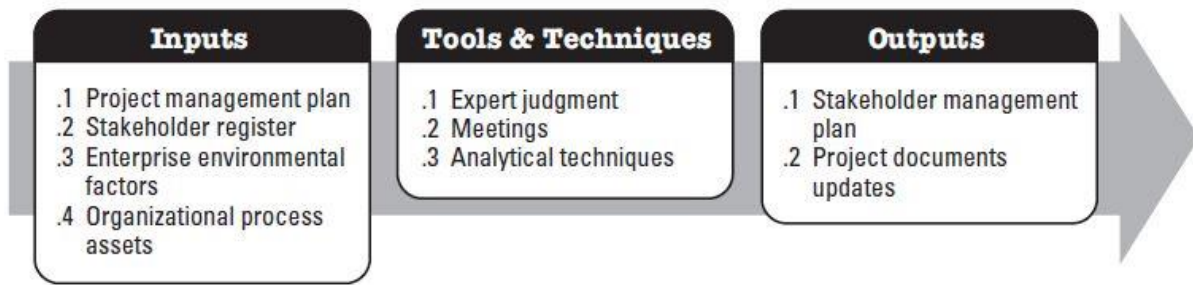 Inputs
.1 Project management plan
.2 Stakeholder register
.3 Enterprise environmental
factors
.4 Organizational process
assets
Tools & Techniques
.1 Expert judgment
.2 Meetings
.3 Analytical techniques
Outputs
.1 Stakeholder management
plan
.2 Project documents
updates